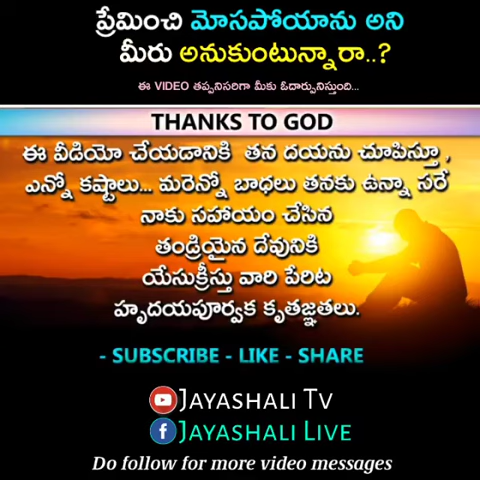 ప్రేమించి మోసపోయాను అని
మీరు అనుకుంటున్నారా..?
ఈ VIDEO తప్పనిసరిగా మీకు ఓదార్పునిస్తుంది...
THANKS TO GOD
ఈ వీడియో చేయడానికి తన దయను చూపిస్తూ ,
ఎన్నో కష్టాలు... మరెన్నో బాధలు తనకు ఉన్నా సరే
నాకు సహాయం చేసిన
తండ్రియైన దేవునికి
యేసుక్రీస్తు వారి పేరిట
హృదయపూర్వక కృతజ్ఞతలు.
- SUBSCRIBE - LIKE - SHARE
JAYASHALI TV
JAYASHALI LIVE
Do follow for more video messages